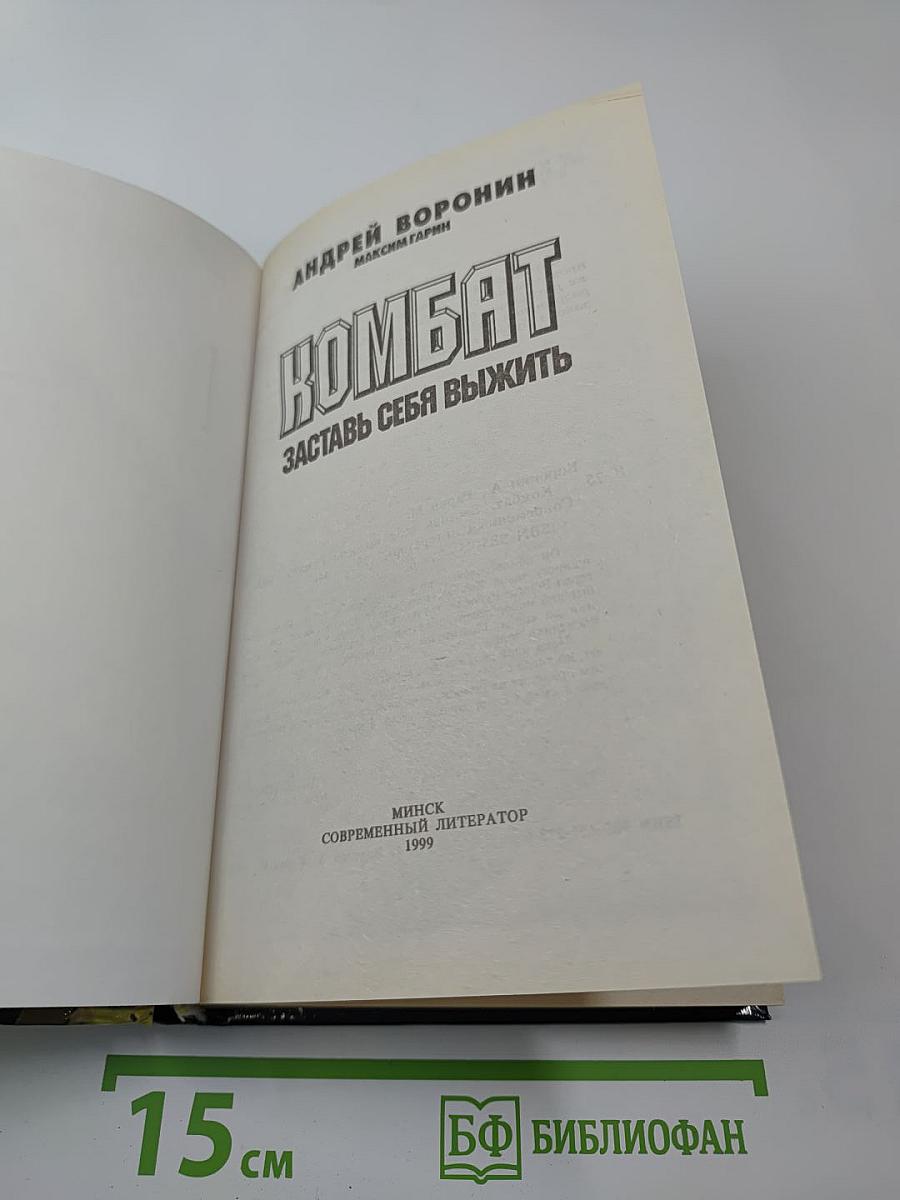 АНДРЕЙ ВОРОНИН
МАКСИМ ГАРИН
КОМБАТ
ЗАСТАВЬ СЕБЯ ВЫЖИТЬ
МИНСК
СОВРЕМЕННЫЙ ЛИТЕРАТОР
1999
15 см
БФ БИБЛИОФАН